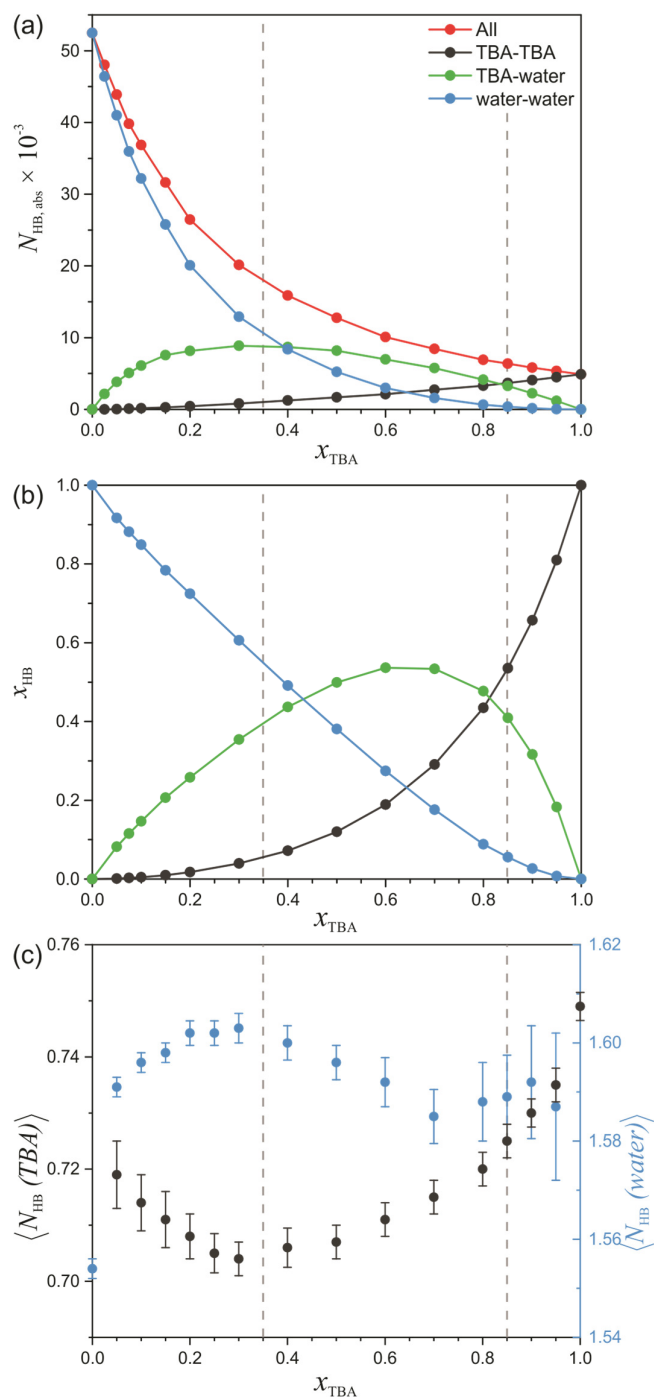 (a)
All
TBA-TBA
TBA-water
water-water
50
40
30
20
10
0
N_HB, abs × 10^-3
0.0 0.2 0.4 0.6 0.8 1.0
x_TBA
(b)
1.0
0.8
0.6
0.4
0.2
0.0
x_HB
0.0 0.2 0.4 0.6 0.8 1.0
x_TBA
(c)
0.76
0.74
0.72
0.70
⟨N_HB (TBA)⟩
1.62
1.60
1.58
1.56
1.54
⟨N_HB (water)⟩
0.0 0.2 0.4 0.6 0.8 1.0
x_TBA